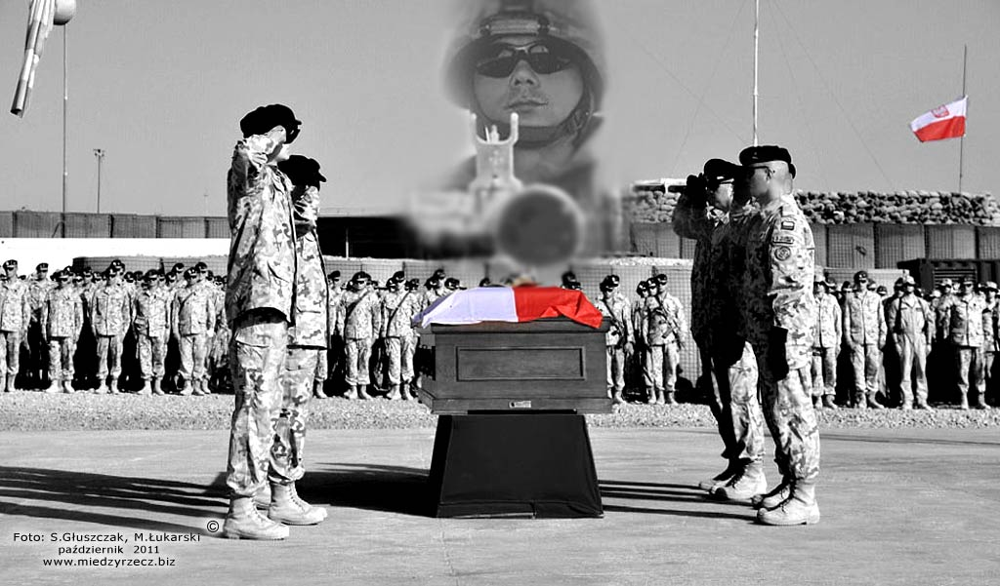 Foto: S.Głuszczak, M.Łukarski ©
październik 2011
www.miedzyrzecz.biz